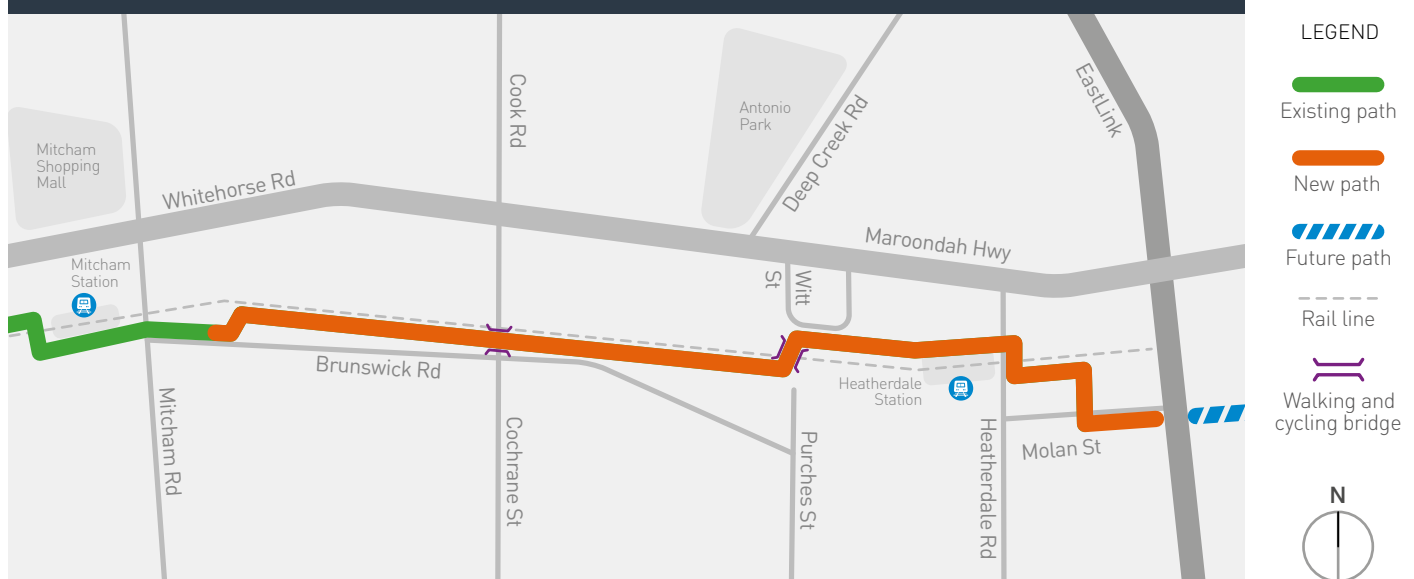 Mitcham
Shopping
Mall
Whitehorse Rd
Cook Rd
Antonio
Park
Deep Creek Rd
EastLink
Maroondah Hwy
Mitcham
Station
Witt
St
Brunswick Rd
Heatherdale
Station
Mitcham Rd
Cochrane St
Purches St
Heatherdale Rd
Molan St
LEGEND
Existing path
New path
Future path
Rail line
Walking and
cycling bridge
N